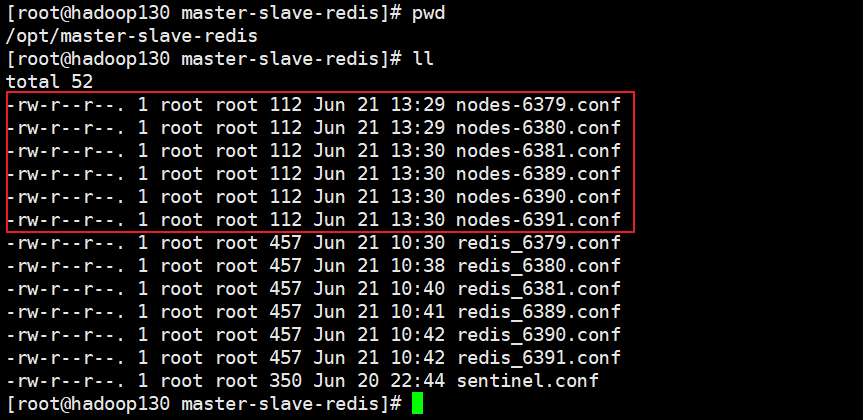 [root@hadoop130 master-slave-redis]# pwd
/opt/master-slave-redis
[root@hadoop130 master-slave-redis]# ll
total 52
-rw-r--r--. 1 root root 112 Jun 21 13:29 nodes-6379.conf
-rw-r--r--. 1 root root 112 Jun 21 13:29 nodes-6380.conf
-rw-r--r--. 1 root root 112 Jun 21 13:30 nodes-6381.conf
-rw-r--r--. 1 root root 112 Jun 21 13:30 nodes-6389.conf
-rw-r--r--. 1 root root 112 Jun 21 13:30 nodes-6390.conf
-rw-r--r--. 1 root root 112 Jun 21 13:30 nodes-6391.conf
-rw-r--r--. 1 root root 457 Jun 21 10:30 redis_6379.conf
-rw-r--r--. 1 root root 457 Jun 21 10:38 redis_6380.conf
-rw-r--r--. 1 root root 457 Jun 21 10:40 redis_6381.conf
-rw-r--r--. 1 root root 457 Jun 21 10:41 redis_6389.conf
-rw-r--r--. 1 root root 457 Jun 21 10:42 redis_6390.conf
-rw-r--r--. 1 root root 457 Jun 21 10:42 redis_6391.conf
-rw-r--r--. 1 root root 350 Jun 20 22:44 sentinel.conf
[root@hadoop130 master-slave-redis]#